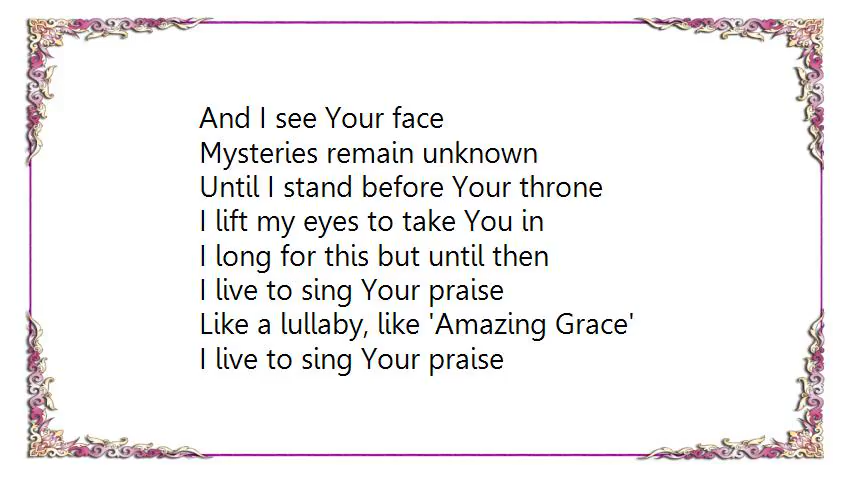 And I see Your face
Mysteries remain unknown
Until I stand before Your throne
I lift my eyes to take You in
I long for this but until then
I live to sing Your praise
Like a lullaby, like 'Amazing Grace'
I live to sing Your praise